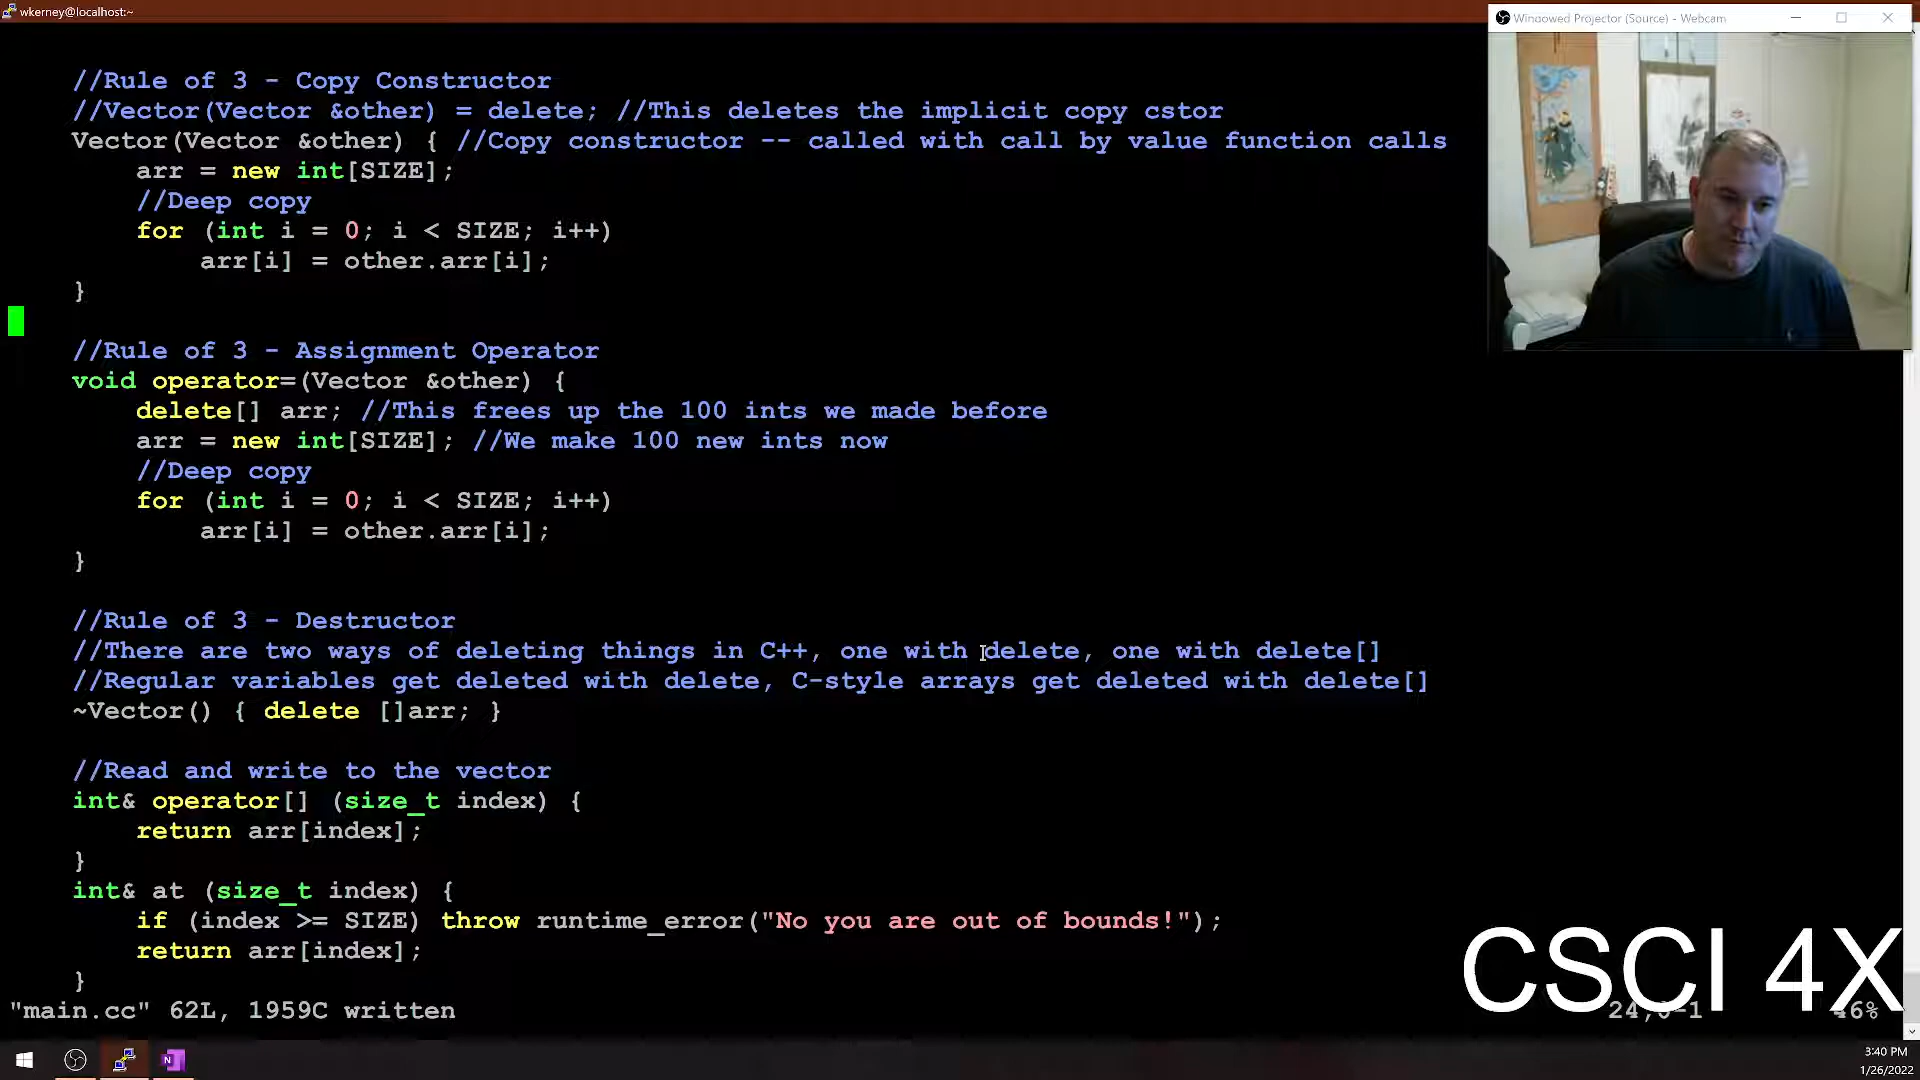 wkerney@localhost:~
Windowed Projector (Source) - Webcam
//Rule of 3 - Copy Constructor
//Vector(Vector &other) = delete; //This deletes the implicit copy cstor
Vector(Vector &other) { //Copy constructor -- called with call by value function calls
    arr = new int[SIZE];
    //Deep copy
    for (int i = 0; i < SIZE; i++)
        arr[i] = other.arr[i];
}
//Rule of 3 - Assignment Operator
void operator=(Vector &other) {
    delete[] arr; //This frees up the 100 ints we made before
    arr = new int[SIZE]; //We make 100 new ints now
    //Deep copy
    for (int i = 0; i < SIZE; i++)
        arr[i] = other.arr[i];
}
//Rule of 3 - Destructor
//There are two ways of deleting things in C++, one with delete, one with delete[]
//Regular variables get deleted with delete, C-style arrays get deleted with delete[]
~Vector() { delete []arr; }
//Read and write to the vector
int& operator[] (size_t index) {
    return arr[index];
}
int& at (size_t index) {
    if (index >= SIZE) throw runtime_error("No you are out of bounds!");
    return arr[index];
}
CSCI 4X
"main.cc" 62L, 1959C written
3:40 PM
1/26/2022